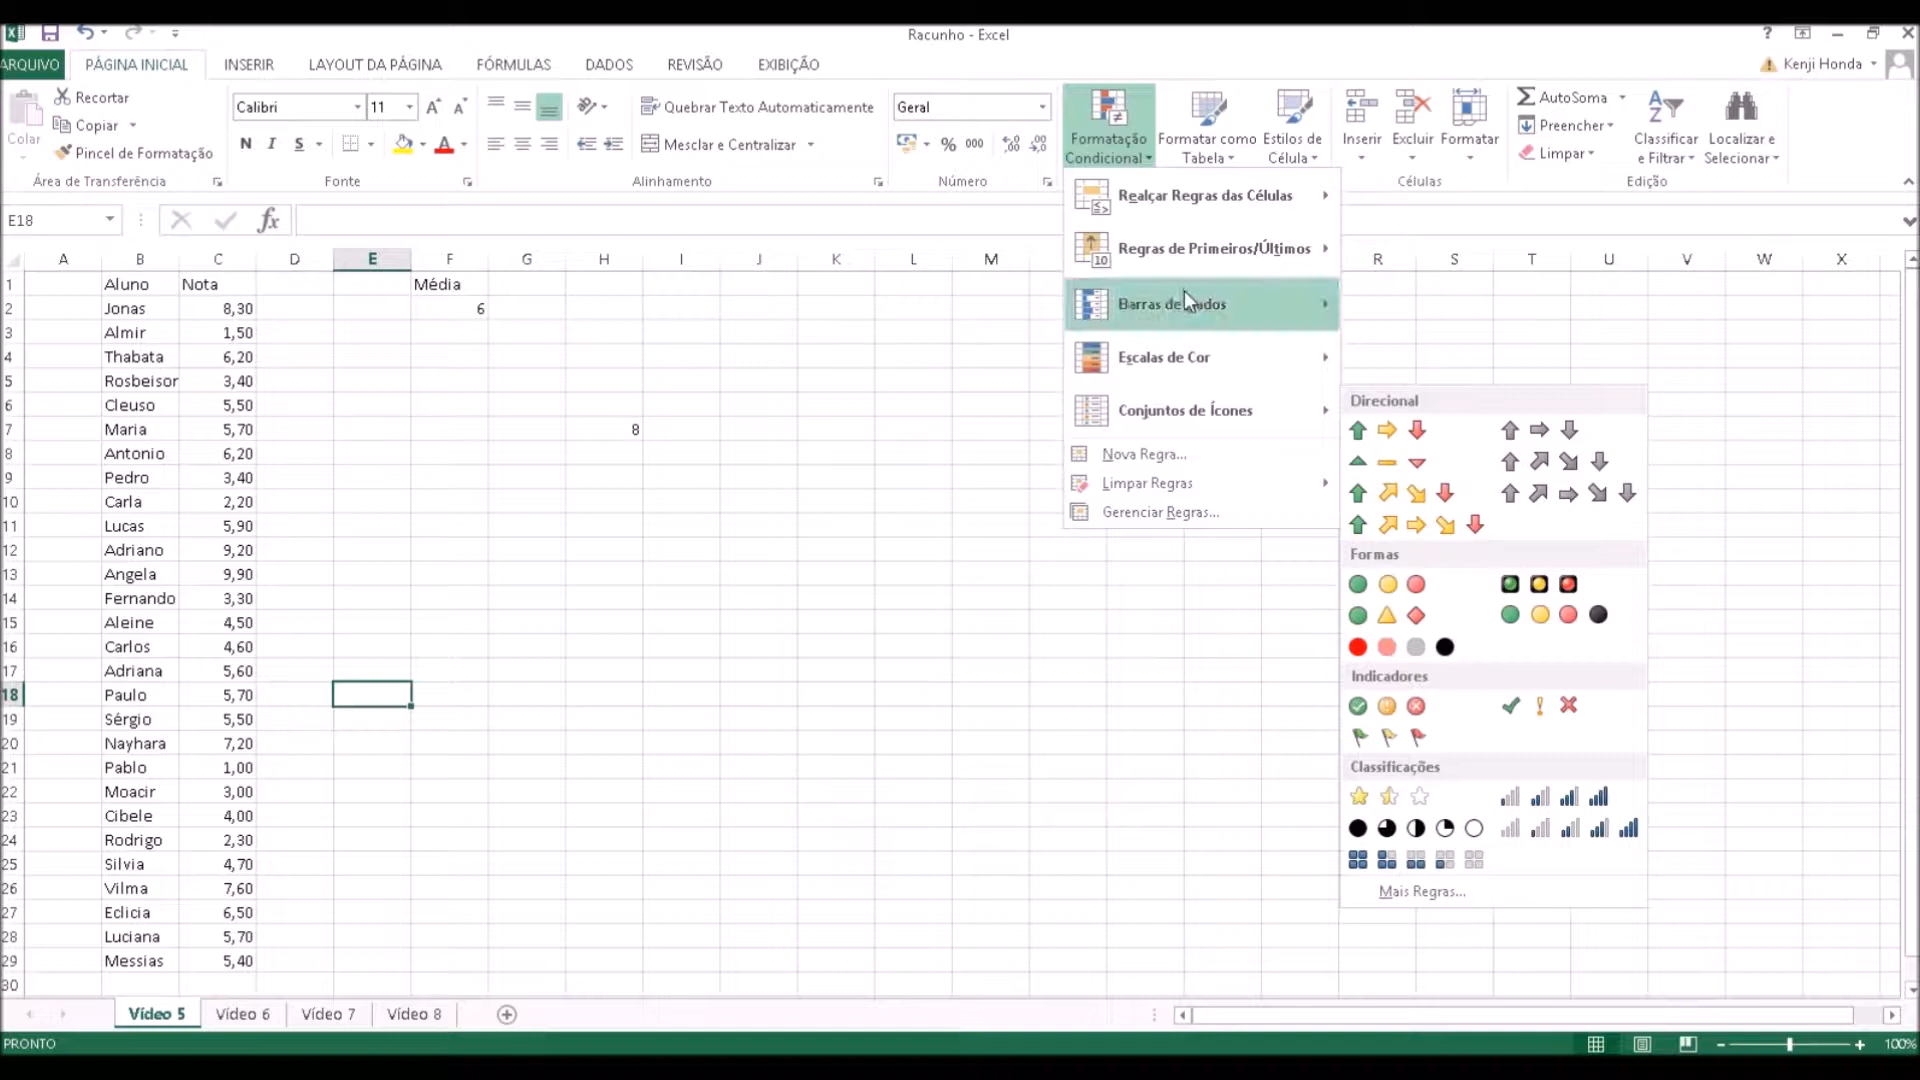 Racunho - Excel
?
ARQUIVO PÁGINA INICIAL INSERIR LAYOUT DA PÁGINA FÓRMULAS DADOS REVISÃO EXIBIÇÃO Kenji Honda
Colar
Recortar
Copiar
Pincel de Formatação
Área de Transferência
Calibri 11
N I S
Fonte
Quebrar Texto Automaticamente
Mesclar e Centralizar
Alinhamento
Geral
% 000
Número
Formatação Condicional
Formatar como Tabela
Estilos de Célula
Inserir Excluir Formatar
Células
AutoSoma
Preencher
Limpar
Classificar e Filtrar
Localizar e Selecionar
Edição
E18 fx
A B C D E F G H I J K L M R S T U V W X
1 Aluno Nota Média
2 Jonas 8,30 6
3 Almir 1,50
4 Thabata 6,20
5 Rosbeisor 3,40
6 Cleuso 5,50
7 Maria 5,70 8
8 Antonio 6,20
9 Pedro 3,40
10 Carla 2,20
11 Lucas 5,90
12 Adriano 9,20
13 Angela 9,90
14 Fernando 3,30
15 Aleine 4,50
16 Carlos 4,60
17 Adriana 5,60
18 Paulo 5,70
19 Sérgio 5,50
20 Nayhara 7,20
21 Pablo 1,00
22 Moacir 3,00
23 Cibele 4,00
24 Rodrigo 2,30
25 Silvia 4,70
26 Vilma 7,60
27 Eclicia 6,50
28 Luciana 5,70
29 Messias 5,40
30
Realçar Regras das Células
Regras de Primeiros/Últimos
Barras de Dados
Escalas de Cor
Conjuntos de Ícones
Nova Regra...
Limpar Regras
Gerenciar Regras...
Direcional
Formas
Indicadores
Classificações
Mais Regras...
Vídeo 5 Vídeo 6 Vídeo 7 Vídeo 8
PRONTO 100%